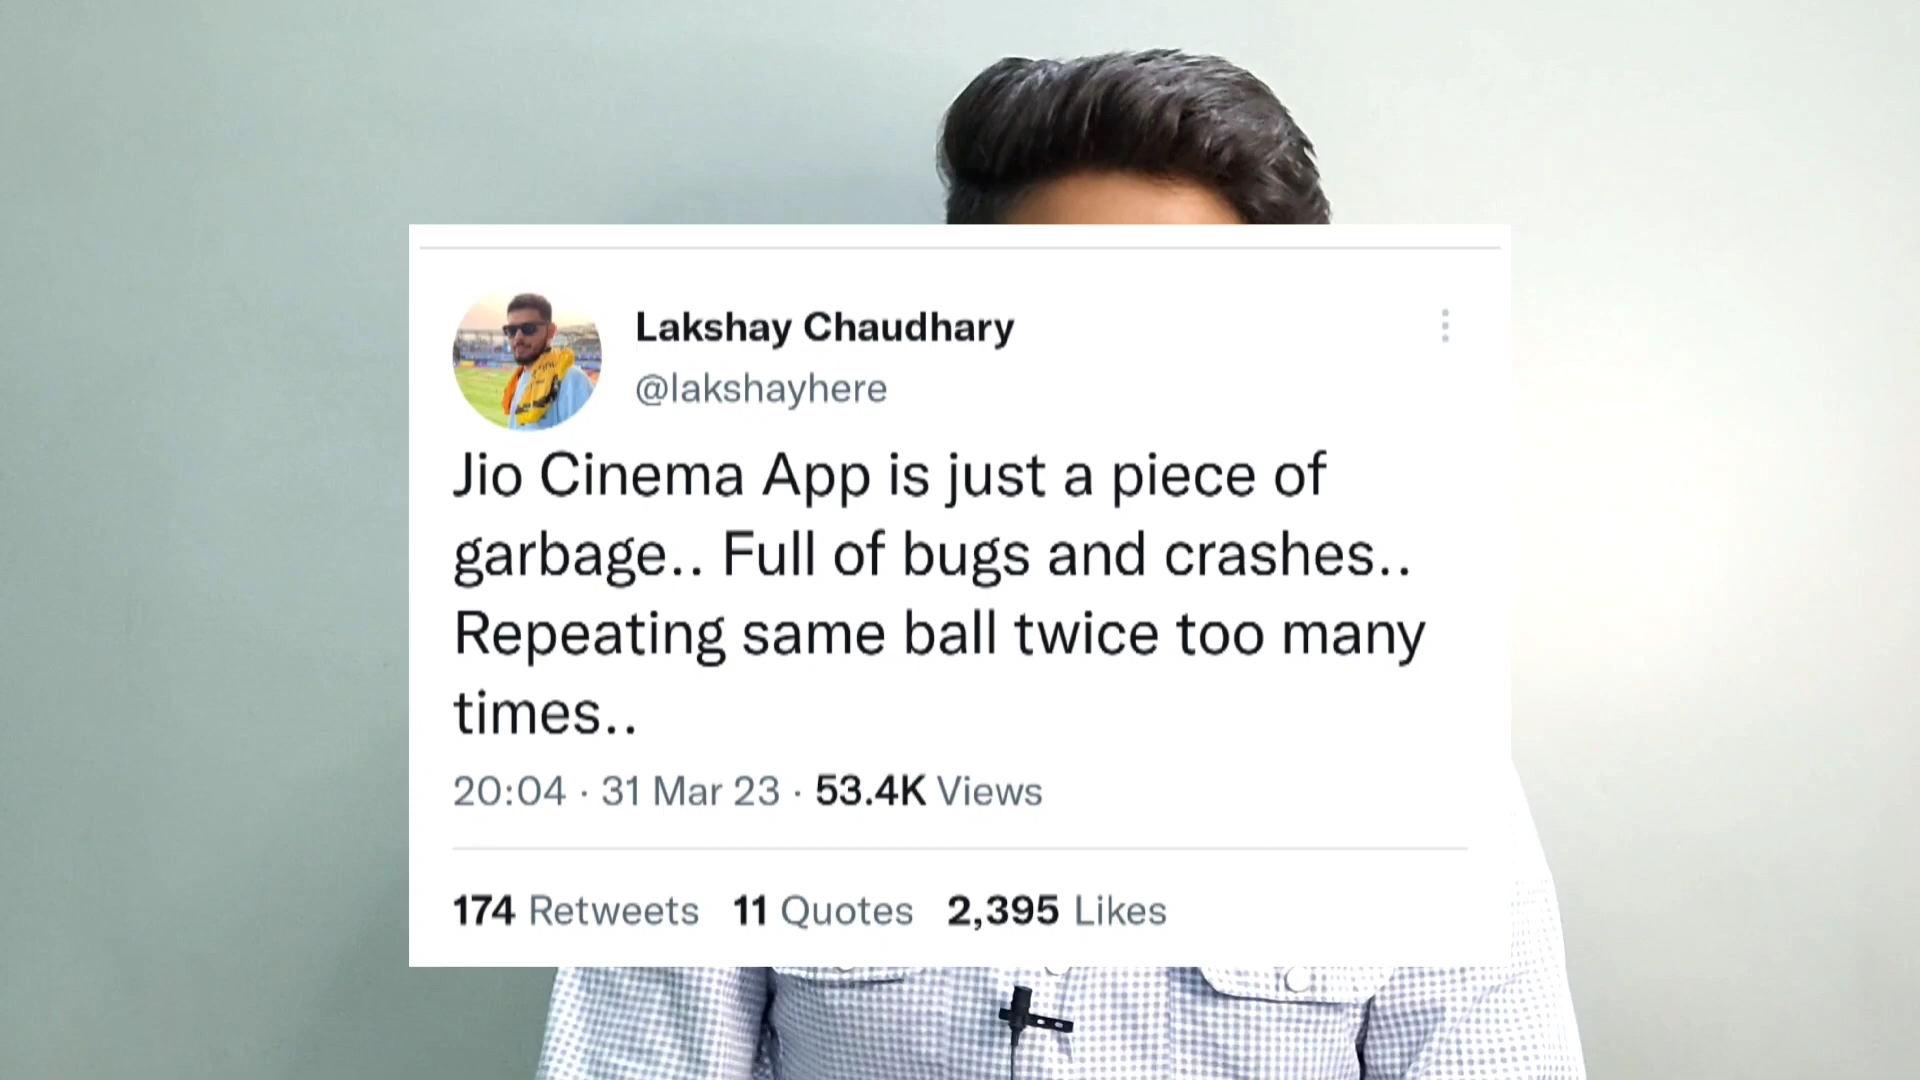 Lakshay Chaudhary
@lakshayhere
Jio Cinema App is just a piece of
garbage.. Full of bugs and crashes..
Repeating same ball twice too many
times..
20:04 · 31 Mar 23 · 53.4K Views
174 Retweets 11 Quotes 2,395 Likes